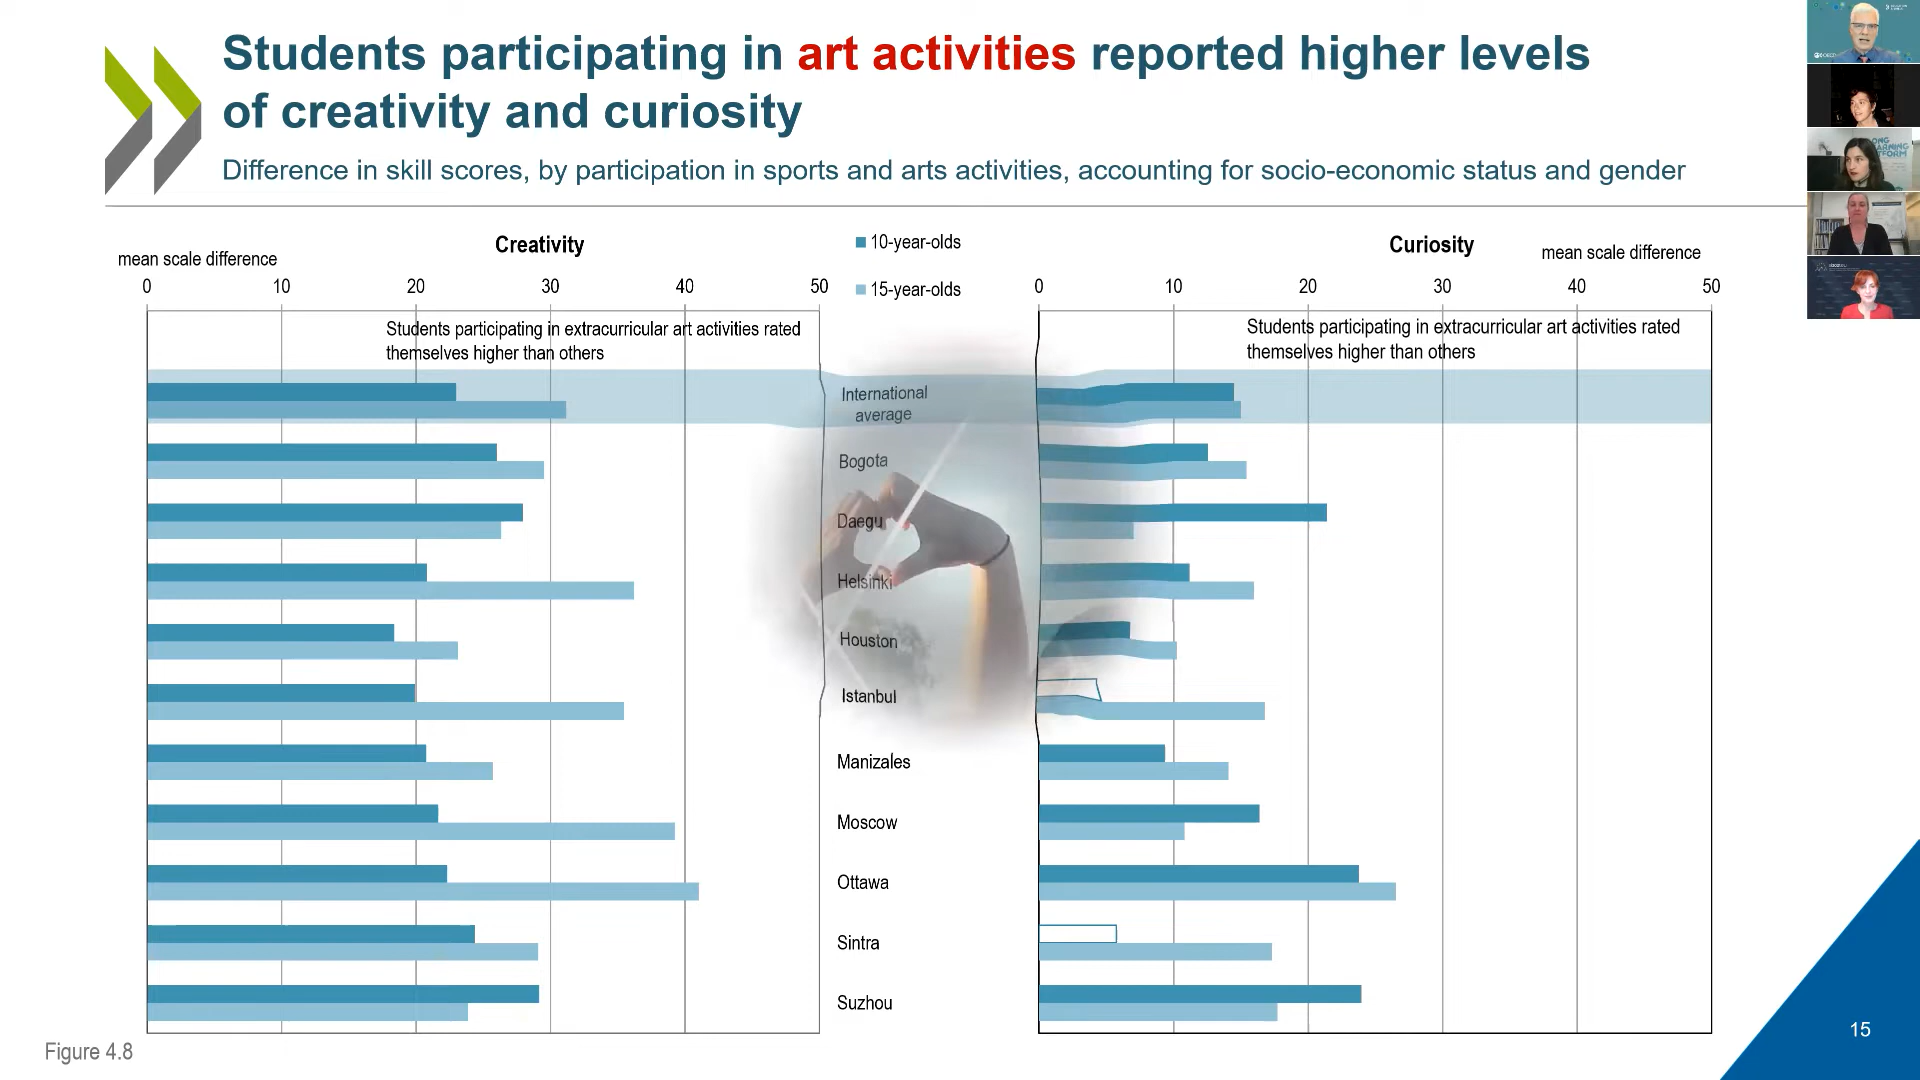 Students participating in art activities reported higher levels
of creativity and curiosity
Difference in skill scores, by participation in sports and arts activities, accounting for socio-economic status and gender
mean scale difference
Creativity
10-year-olds
15-year-olds
Curiosity
mean scale difference
0 10 20 30 40 50
0 10 20 30 40 50
Students participating in extracurricular art activities rated
themselves higher than others
Students participating in extracurricular art activities rated
themselves higher than others
International
average
Bogota
Daegu
Helsinki
Houston
Istanbul
Manizales
Moscow
Ottawa
Sintra
Suzhou
Figure 4.8
15